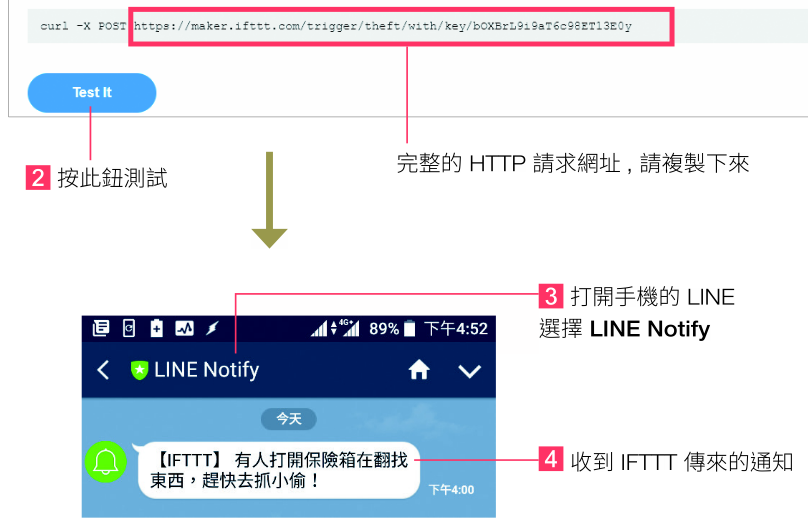 curl -X POST https://maker.ifttt.com/trigger/theft/with/key/bOXBrL9i9aT6c98ETl3E0y
Test It
完整的 HTTP 請求網址 , 請複製下來
2 按此鈕測試
3 打開手機的 LINE
選擇 LINE Notify
4G+ 89% 下午4:52
LINE Notify
今天
【IFTTT】 有人打開保險箱在翻找
東西，趕快去抓小偷！
下午4:00
4 收到 IFTTT 傳來的通知